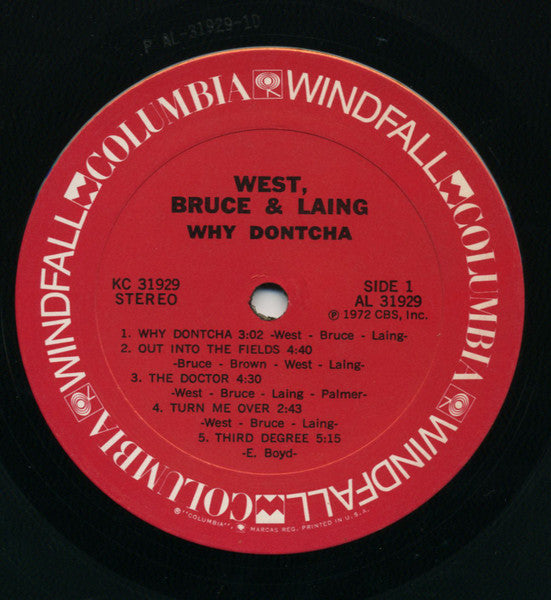 P AL-31929-1D
COLUMBIA WINDFALL COLUMBIA WINDFALL COLUMBIA WINDFALL
WEST,
BRUCE & LAING
WHY DONTCHA
KC 31929
STEREO
SIDE 1
AL 31929
℗ 1972 CBS, Inc.
1. WHY DONTCHA 3:02 -West - Bruce - Laing-
2. OUT INTO THE FIELDS 4:40
-Bruce - Brown - West - Laing-
3. THE DOCTOR 4:30
-West - Bruce - Laing - Palmer-
4. TURN ME OVER 2:43
-West - Bruce - Laing-
5. THIRD DEGREE 5:15
-E. Boyd-
® "COLUMBIA", MARCAS REG. PRINTED IN U.S.A.